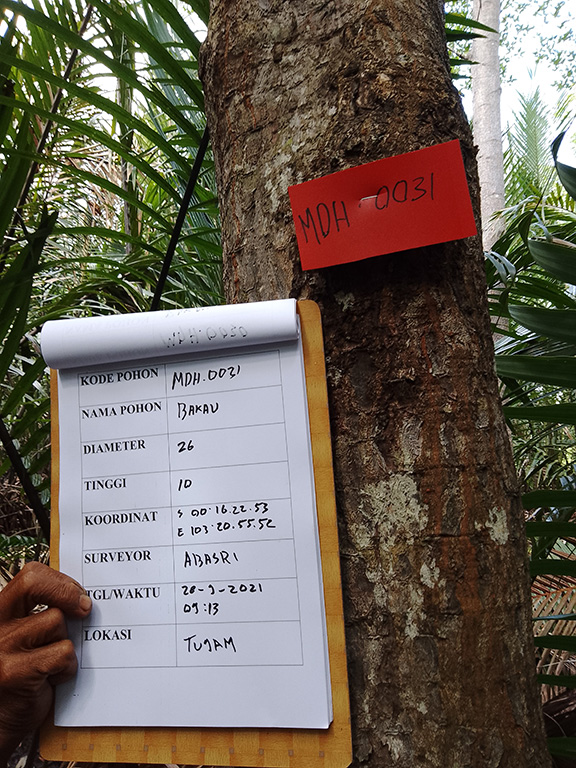 MDH 0031
MDH:0030
KODE POHON MDH.0031
NAMA POHON BAKAU
DIAMETER 26
TINGGI 10
KOORDINAT S 00.16.22.53
E 103.20.55.52
SURVEYOR ABASRI
TGL/WAKTU 28-9-2021
09:13
LOKASI TUJAM